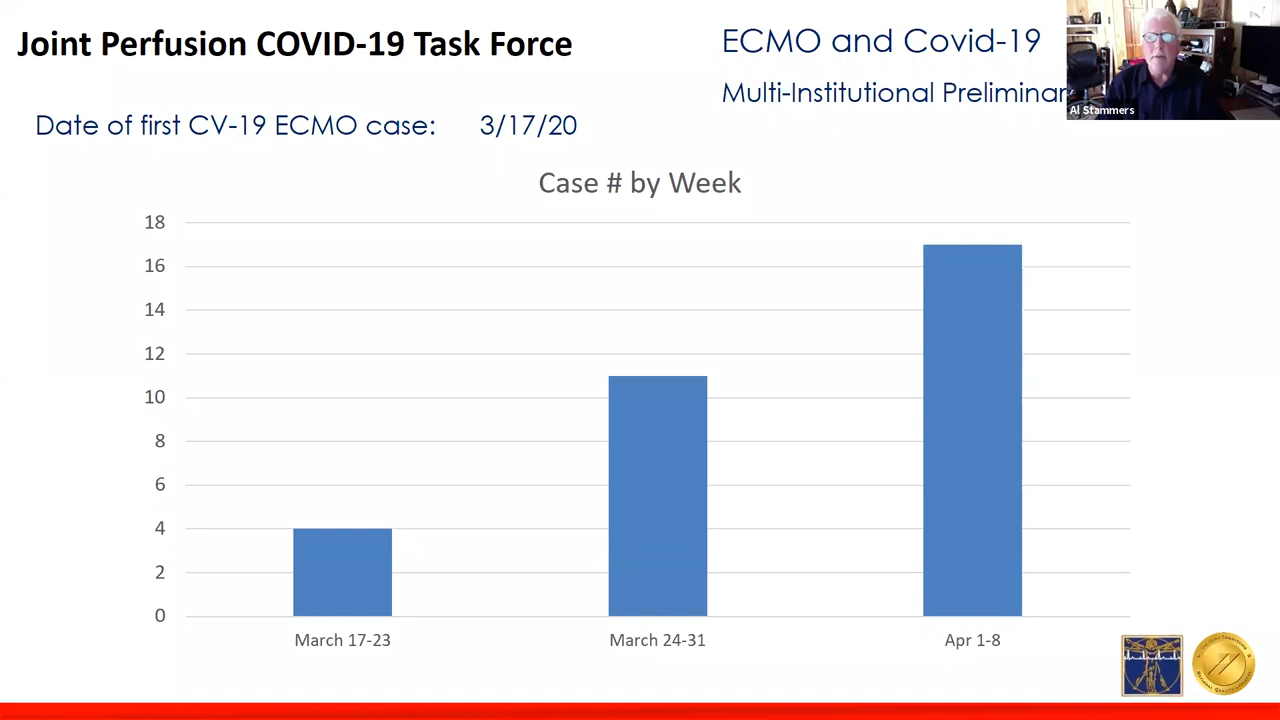 Joint Perfusion COVID-19 Task Force
ECMO and Covid-19
Multi-Institutional
Al Stammers
Date of first CV-19 ECMO case: 3/17/20
Case # by Week
18
16
14
12
10
8
6
4
2
0
March 17-23
March 24-31
Apr 1-8